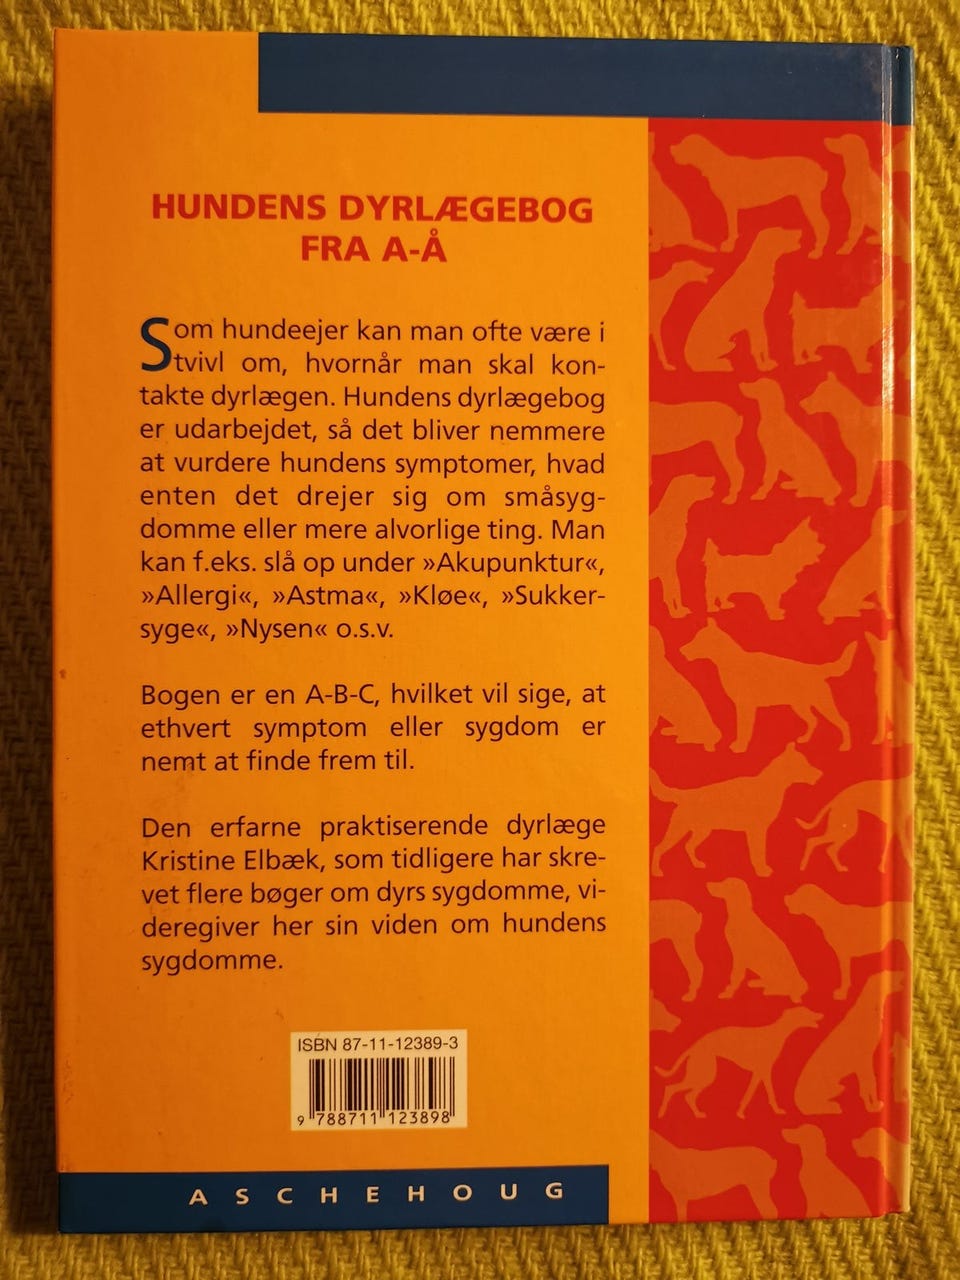 HUNDENS DYRLÆGEBOG
FRA A-Å
Som hundeejer kan man ofte være i
tvivl om, hvornår man skal kon-
takte dyrlægen. Hundens dyrlægebog
er udarbejdet, så det bliver nemmere
at vurdere hundens symptomer, hvad
enten det drejer sig om småsyg-
domme eller mere alvorlige ting. Man
kan f.eks. slå op under »Akupunktur«,
»Allergi«, »Astma«, »Kløe«, »Sukker-
syge«, »Nysen« o.s.v.
Bogen er en A-B-C, hvilket vil sige, at
ethvert symptom eller sygdom er
nemt at finde frem til.
Den erfarne praktiserende dyrlæge
Kristine Elbæk, som tidligere har skre-
vet flere bøger om dyrs sygdomme, vi-
deregiver her sin viden om hundens
sygdomme.
ISBN 87-11-12389-3
9 788711 123898
ASCHEHOUG